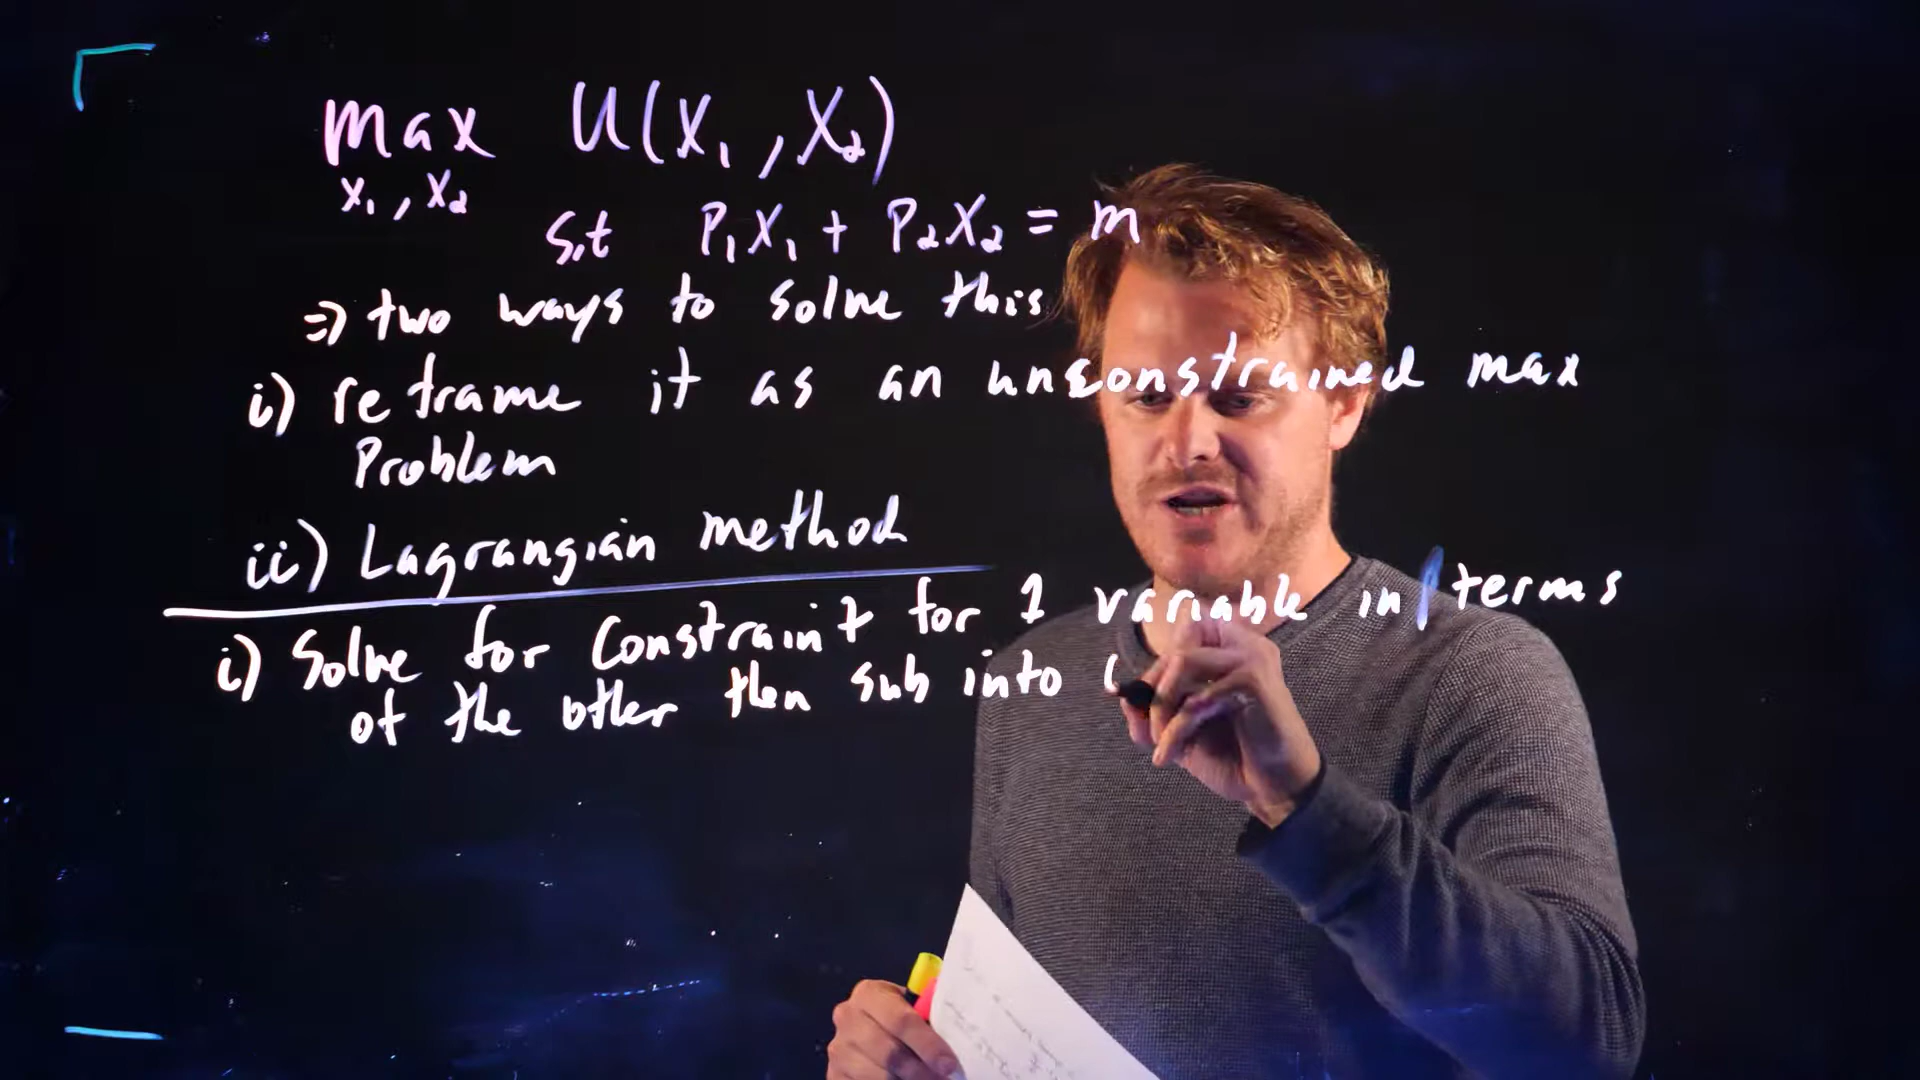 max U(X₁, X₂)
X₁, X₂
s.t P₁X₁ + P₂X₂ = m
⇒ two ways to solve this
i) reframe it as an unconstrained max
Problem
ii) Lagrangian method
i) Solve for Constraint for 1 variable in terms
of the other then sub into